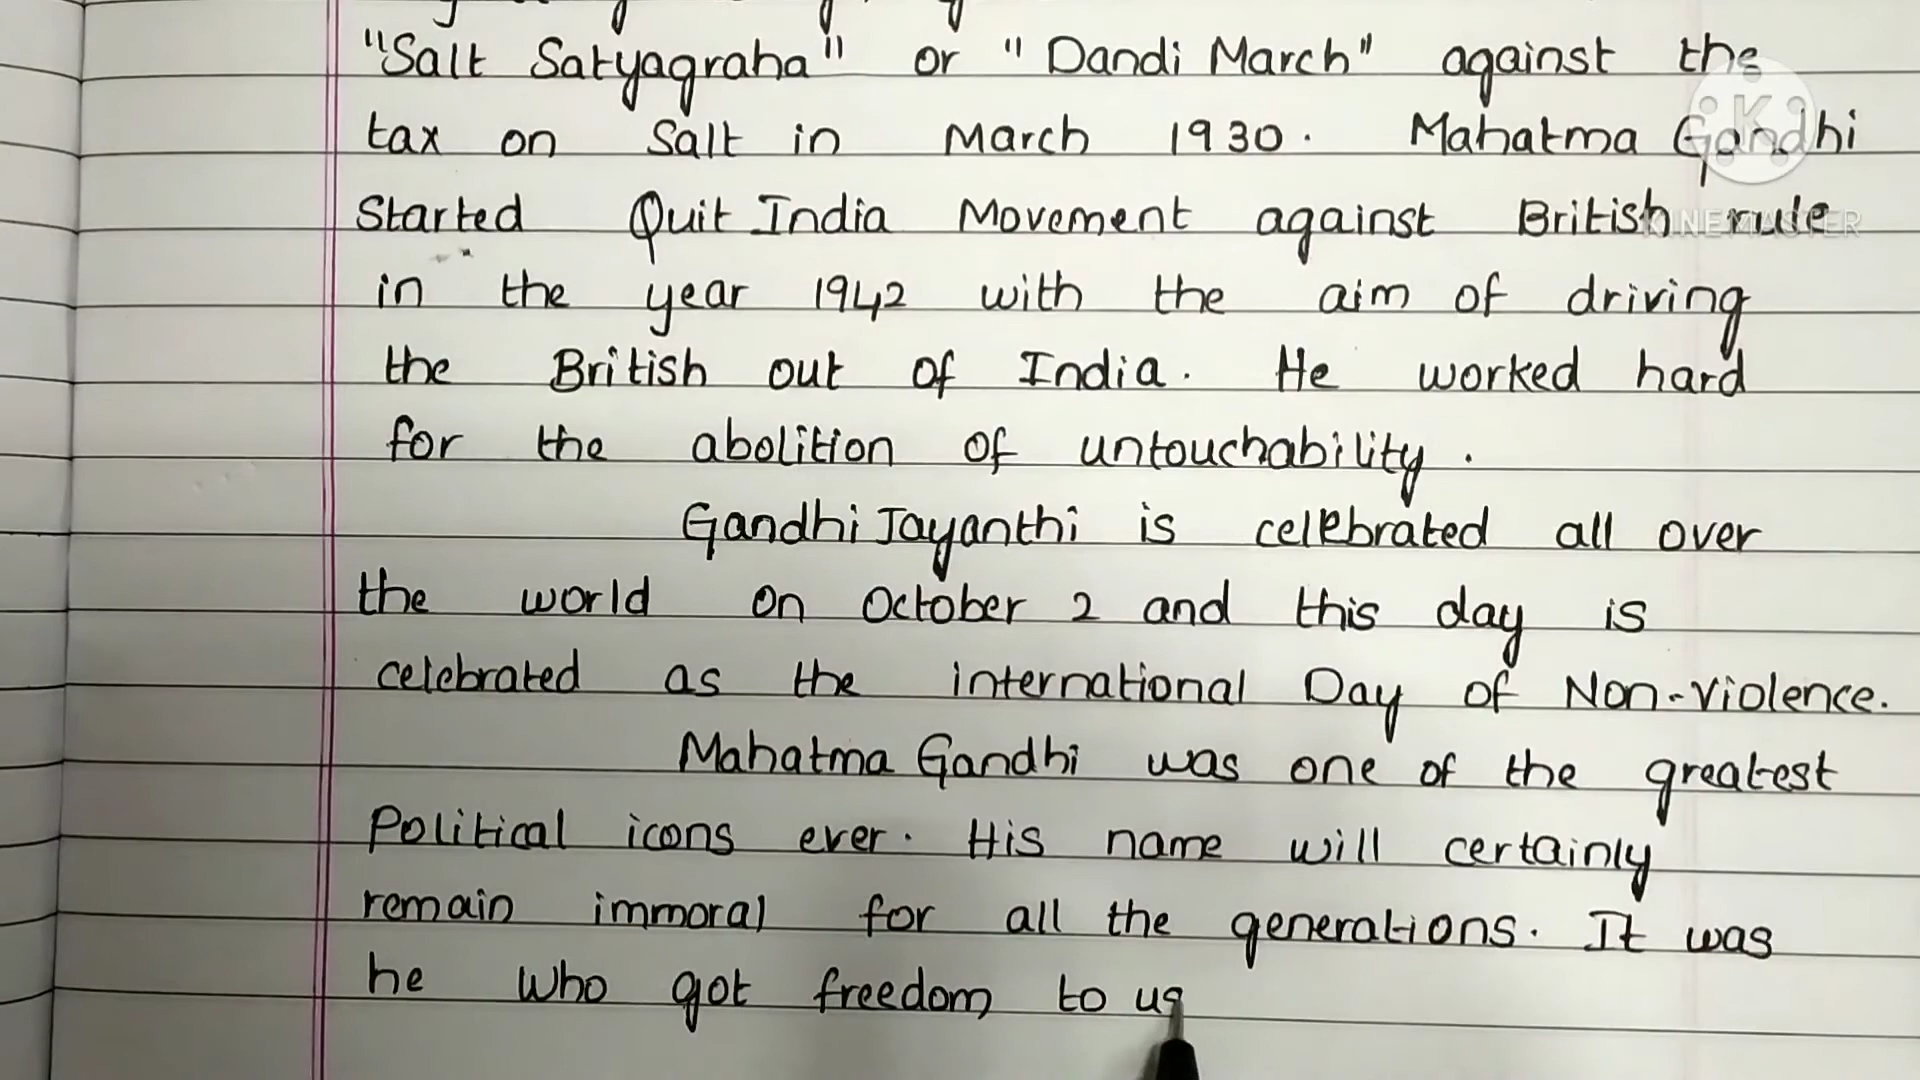 "Salt Satyagraha" or "Dandi March" against the
tax on Salt in March 1930. Mahatma Gandhi
Started Quit India Movement against British rule
KINEMASTER
in the year 1942 with the aim of driving
the British out of India. He worked hard
for the abolition of untouchability.
Gandhi Jayanthi is celebrated all over
the world on October 2 and this day is
celebrated as the international Day of Non-violence.
Mahatma Gandhi was one of the greatest
Political icons ever. His name will certainly
remain immoral for all the generations. It was
he who got freedom to us